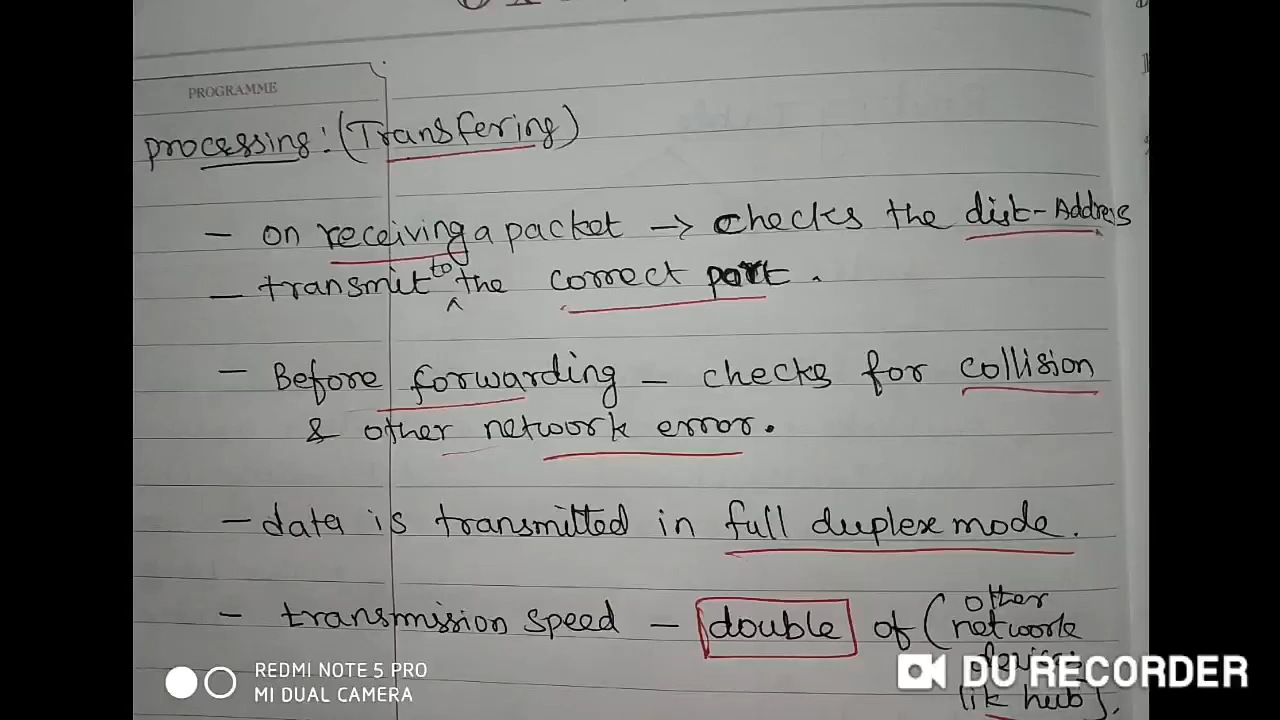 PROGRAMME
processing: (Transfering)
- on receiving a packet → checks the dist-Address
- transmit to the correct port.
- Before forwarding - checks for collision
& other network error.
- data is transmitted in full duplex mode.
- transmission speed - double of (other
network
lik hub).
REDMI NOTE 5 PRO
MI DUAL CAMERA
DU RECORDER